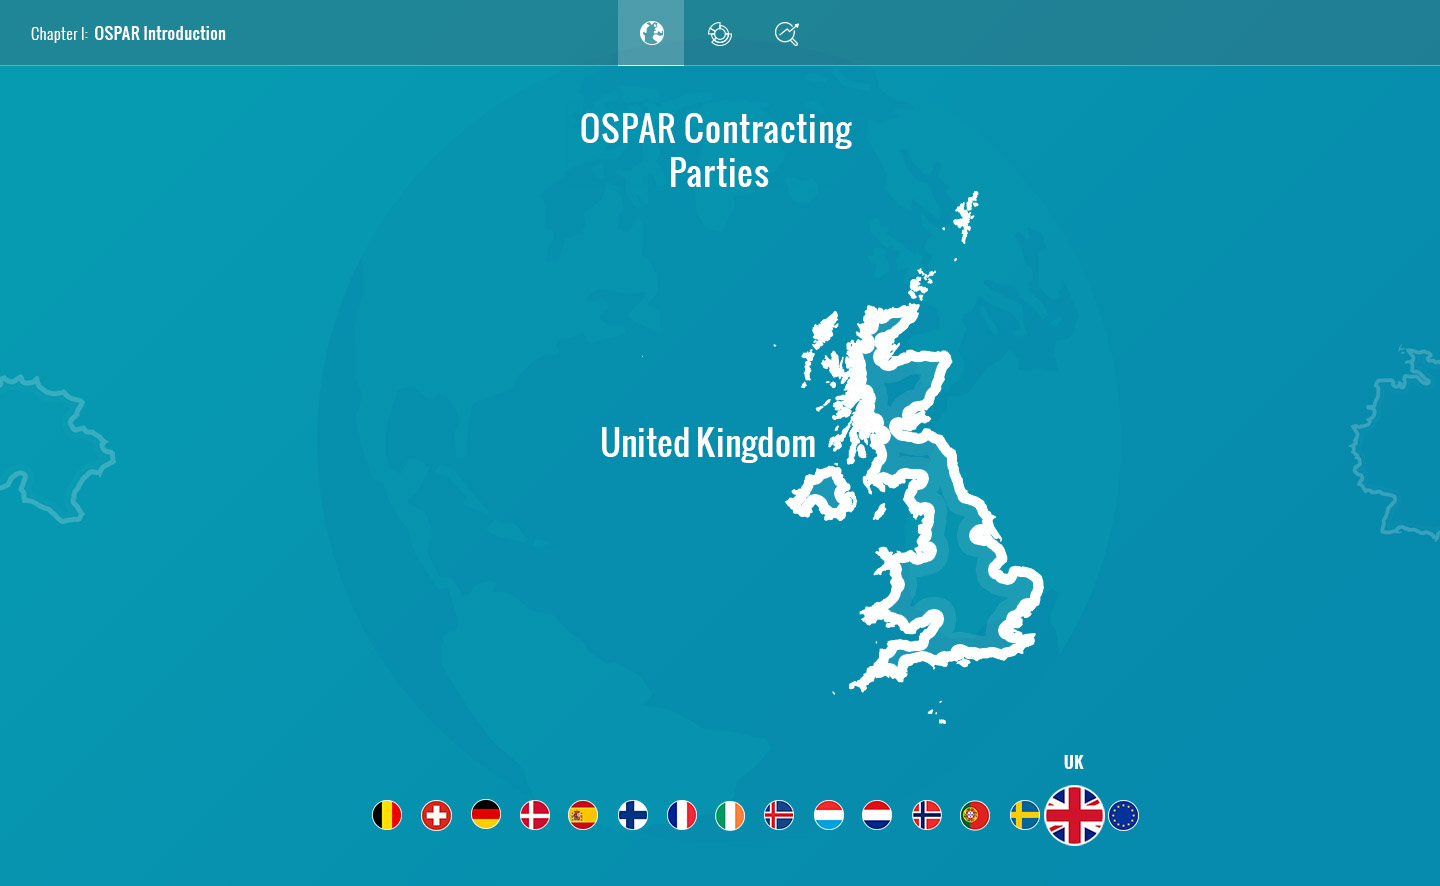 Chapter I: OSPAR Introduction
OSPAR Contracting
Parties
United Kingdom
UK